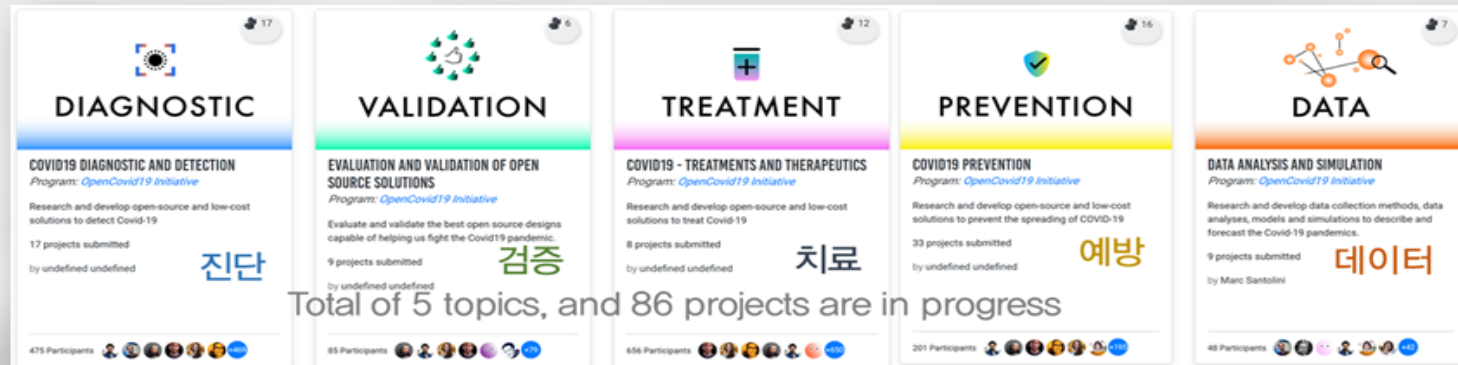 17
DIAGNOSTIC
COVID19 DIAGNOSTIC AND DETECTION
Program: OpenCovid19 Initiative
Research and develop open-source and low-cost
solutions to detect Covid-19
17 projects submitted
by undefined undefined
진단
475 Participants
+469
6
VALIDATION
EVALUATION AND VALIDATION OF OPEN
SOURCE SOLUTIONS
Program: OpenCovid19 Initiative
Evaluate and validate the best open source designs
capable of helping us fight the Covid19 pandemic.
9 projects submitted
by undefined undefined
검증
85 Participants
+79
12
TREATMENT
COVID19 - TREATMENTS AND THERAPEUTICS
Program: OpenCovid19 Initiative
Research and develop open-source and low-cost
solutions to treat Covid-19
8 projects submitted
by undefined undefined
치료
656 Participants
+650
16
PREVENTION
COVID19 PREVENTION
Program: OpenCovid19 Initiative
Research and develop open-source and low-cost
solutions to prevent the spreading of COVID-19
33 projects submitted
by undefined undefined
예방
201 Participants
+195
7
DATA
DATA ANALYSIS AND SIMULATION
Program: OpenCovid19 Initiative
Research and develop data collection methods, data
analyses, models and simulations to describe and
forecast the Covid-19 pandemics.
9 projects submitted
by Marc Santolini
데이터
48 Participants
+42
Total of 5 topics, and 86 projects are in progress